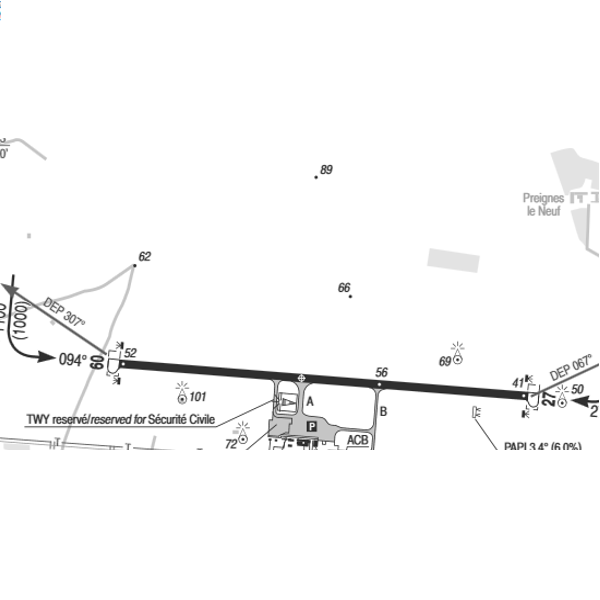 0'
89
Preignes
le Neuf
62
66
DEP 307°
(1000)
094°
09
52
69
56
DEP 067°
41
50
27
2
101
A
B
TWY reservé/reserved for Sécurité Civile
72
P
ACB
PAPI 3.4° (6.0%)
T
T